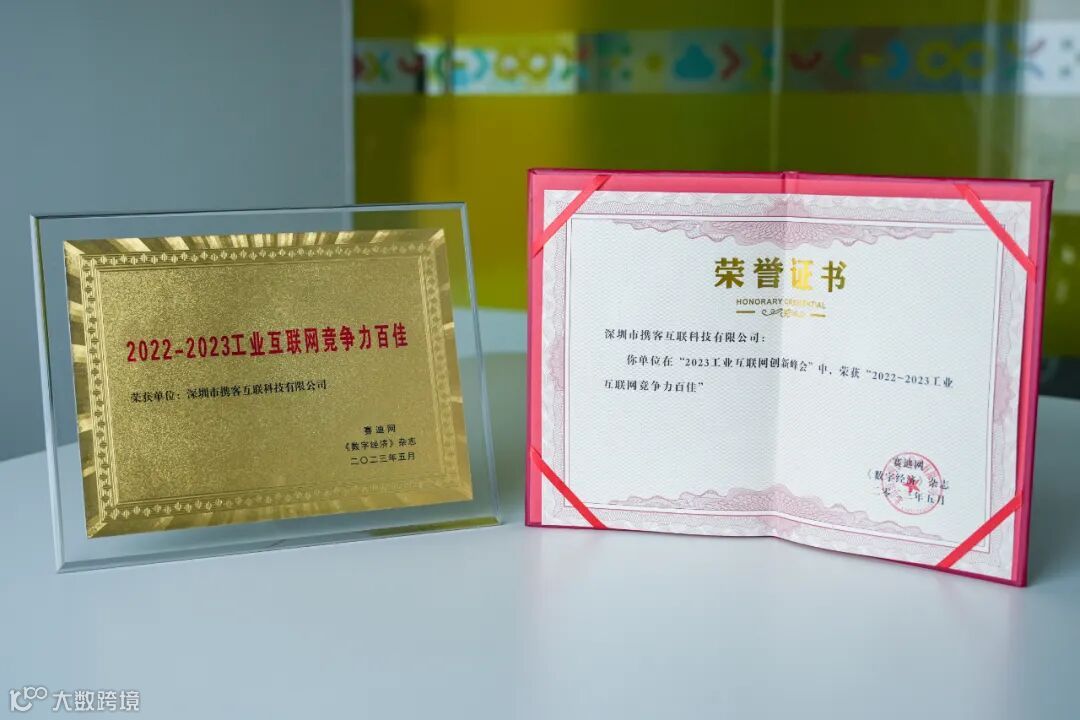 2022-2023工业互联网竞争力百佳
荣获单位：深圳市携客互联科技有限公司
赛迪网
《数字经济》杂志
二〇二三年五月
荣誉证书
HONORARY CREDENTIAL
深圳市携客互联科技有限公司：
你单位在“2023工业互联网创新峰会”中，荣获“2022~2023工业
互联网竞争力百佳”
赛迪网
《数字经济》杂志
年五月
大数跨境